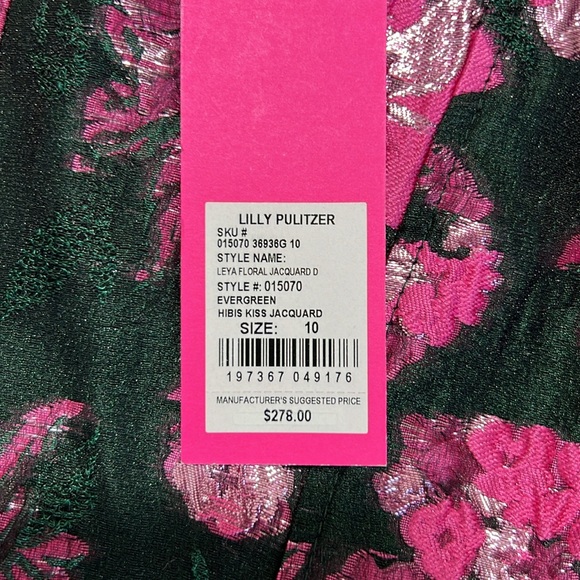 LILLY PULITZER
SKU #
015070 36936G 10
STYLE NAME:
LEYA FLORAL JACQUARD D
STYLE #: 015070
EVERGREEN
HIBIS KISS JACQUARD
SIZE: 10
197367 049176
MANUFACTURER'S SUGGESTED PRICE
$278.00